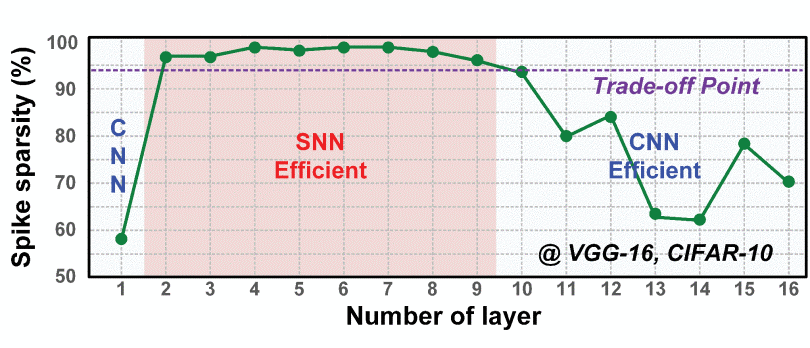 Spike sparsity (%)
100
90
80
70
60
50
C
N
N
SNN
Efficient
Trade-off Point
CNN
Efficient
@ VGG-16, CIFAR-10
1 2 3 4 5 6 7 8 9 10 11 12 13 14 15 16
Number of layer